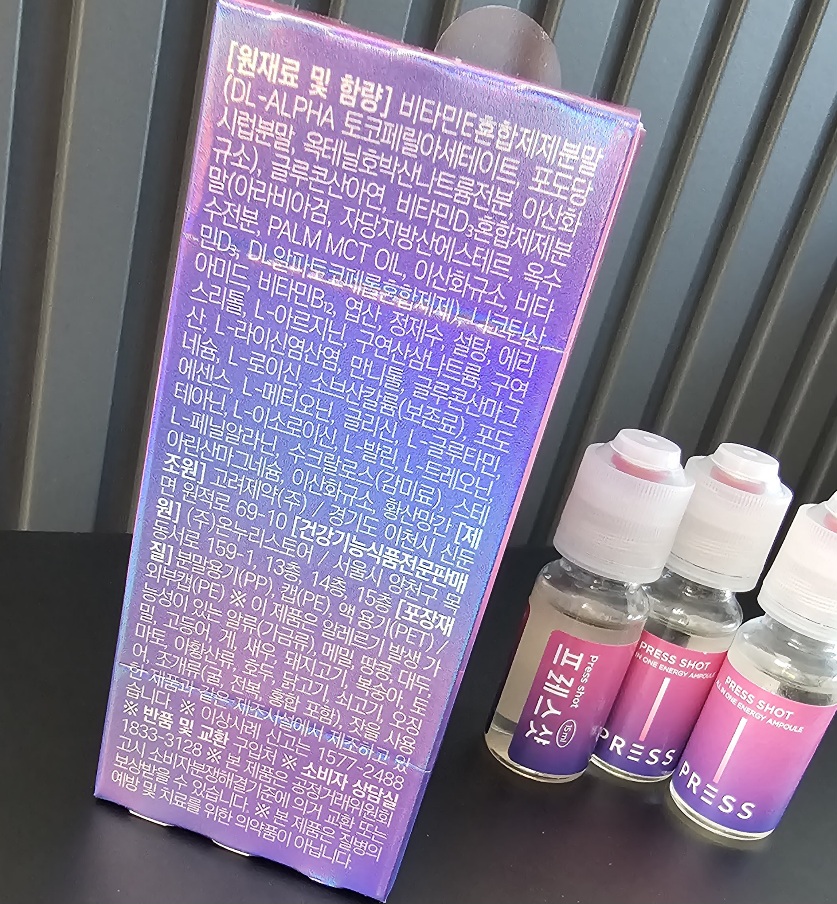 [원재료 및 함량] 비타민E혼합제제분말
(DL-ALPHA 토코페릴아세테이트, 포도당
시럽분말, 옥테닐호박산나트륨전분, 이산화
규소), 글루콘산아연, 비타민D₃혼합제제분
말(아라비아검, 자당지방산에스테르, 옥수
수전분, PALM MCT OIL, 이산화규소, 비타
민D₃, DL-알파토코페롤혼합제제), 니코틴산
아미드, 비타민B₁₂, 엽산, 정제수, 설탕, 에리
스리톨, L-아르지닌, 구연산삼나트륨, 구연
산, L-라이신염산염, 만니톨, 글루콘산마그
네슘, L-로이신, 소브산칼륨(보존료), 포도
에센스, L-메티오닌, 글리신, L-글루타민,
테아닌, L-이소로이신, L-발린, L-트레오닌,
L-페닐알라닌, 수크랄로스(감미료), 스테
아린산마그네슘, 이산화규소, 황산망간 [제
조원] 고려제약(주) / 경기도 이천시 신둔
면 원적로 69-10 [건강기능식품전문판매
원] (주)온누리스토어 / 서울시 양천구 모
동서로 159-1, 13층, 14층, 15층 [포장재
질] 분말용기(PP), 캡(PE), 액 용기(PET) /
외부캡(PE) ※ 이 제품은 알레르기 발생 가
능성이 있는 알류(가금류), 메밀, 땅콩, 대두,
밀, 고등어, 게, 새우, 돼지고기, 복숭아, 토
마토, 아황산류, 호두, 닭고기, 쇠고기, 오징
어, 조개류(굴, 전복, 홍합 포함), 잣을 사용
한 제품과 같은 제조시설에서 제조하고 있
습니다. ※ 이상사례 신고는 1577-2488
※ 반품 및 교환 구입처 ※ 소비자 상담실
1833-3128 ※ 본 제품은 공정거래위원회
고시 소비자분쟁해결기준에 의거 교환 또는
보상받을 수 있습니다. ※ 본 제품은 질병의
예방 및 치료를 위한 의약품이 아닙니다.
Press shot
프레스샷
15ml
PRESS SHOT
IN ONE ENERGY AMPOULE
PRESS
PRESS SHOT
ALL IN ONE ENERGY AMPOULE
PRESS